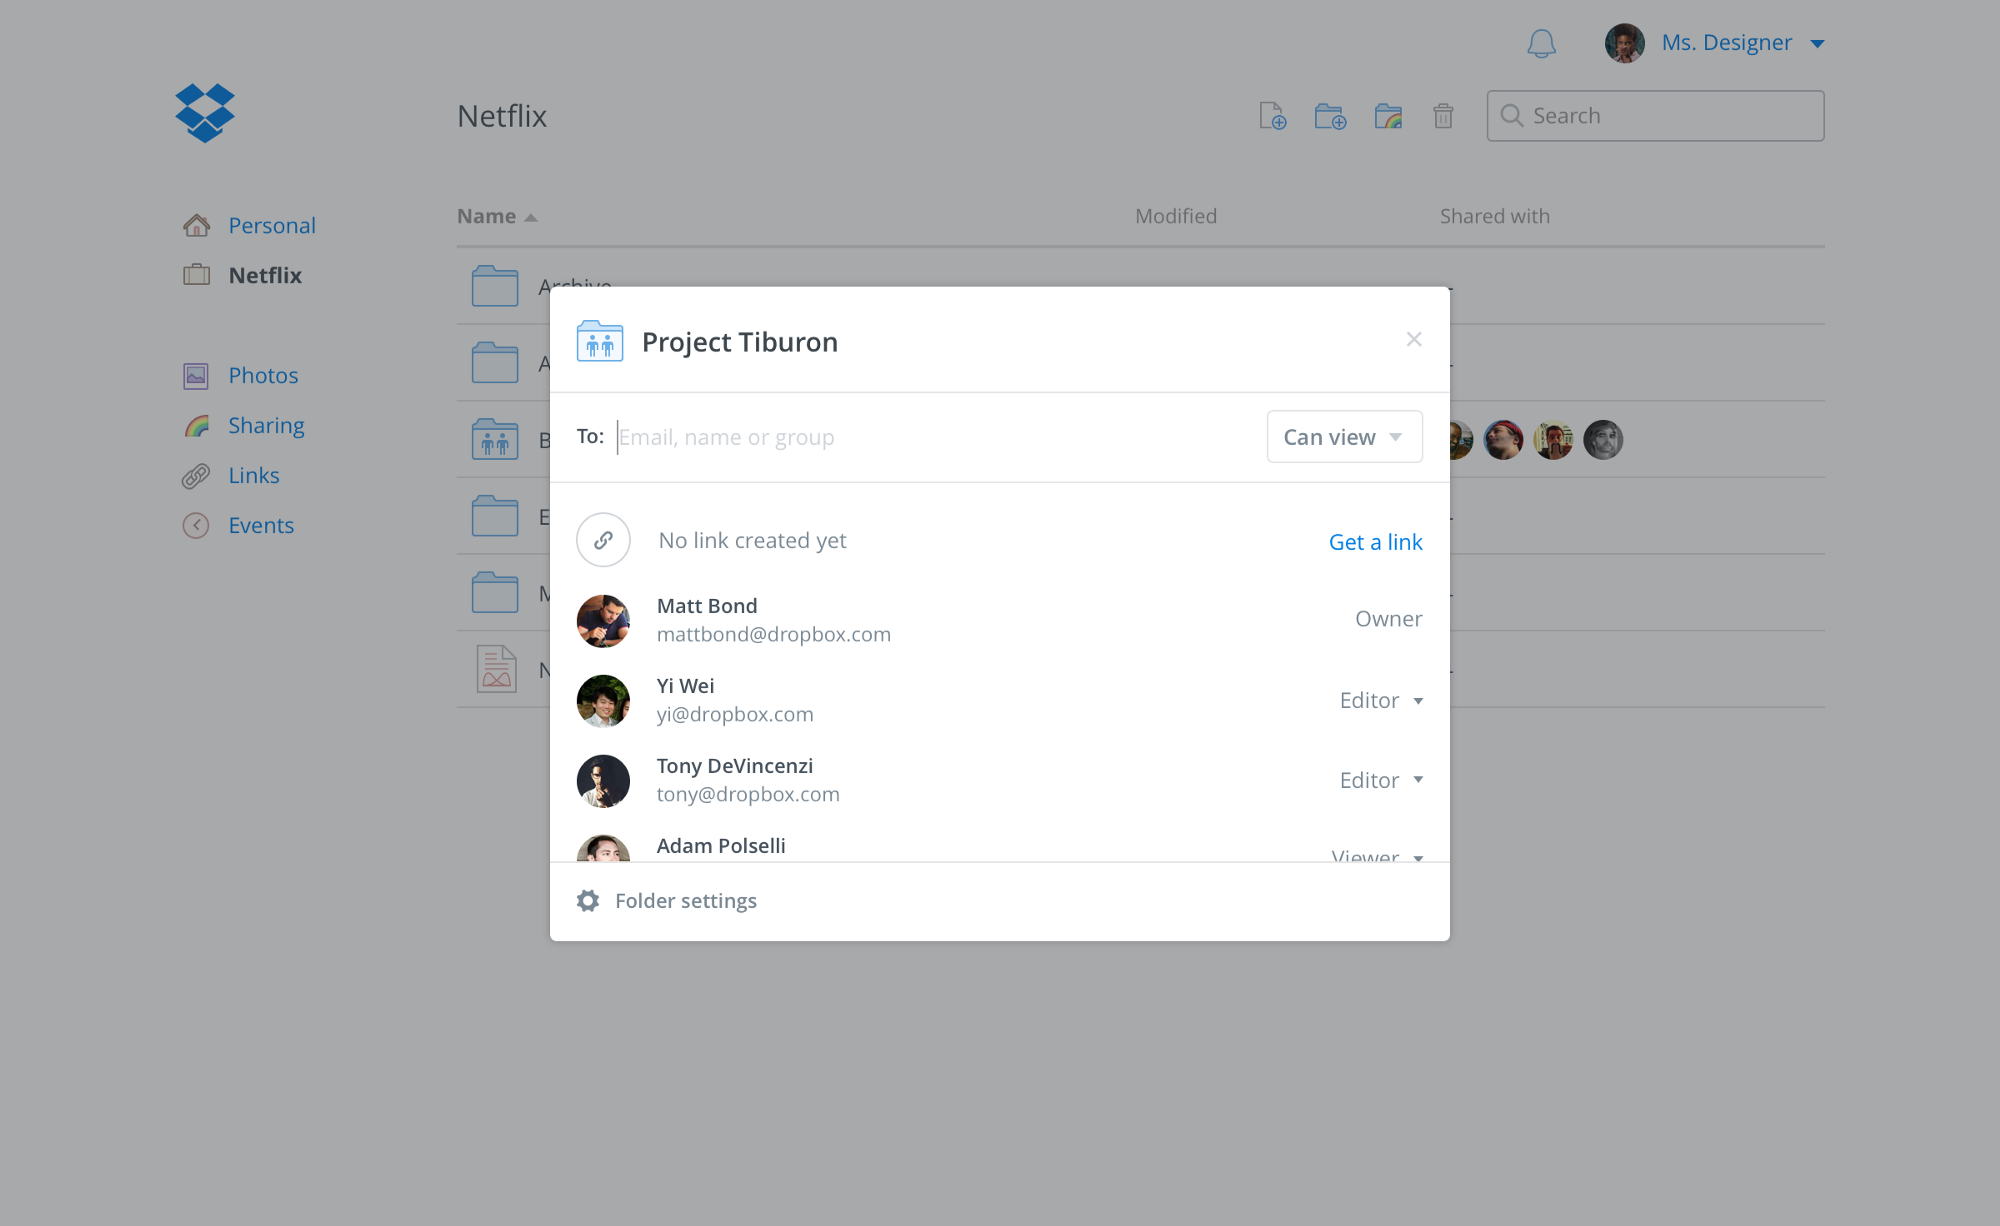 Ms. Designer
Netflix
Search
Name
Modified
Shared with
Personal
Netflix
Photos
Sharing
Links
Events
Archive
Project Tiburon
To: Email, name or group
Can view
No link created yet
Get a link
Matt Bond
mattbond@dropbox.com
Owner
Yi Wei
yi@dropbox.com
Editor
Tony DeVincenzi
tony@dropbox.com
Editor
Adam Polselli
Viewer
Folder settings